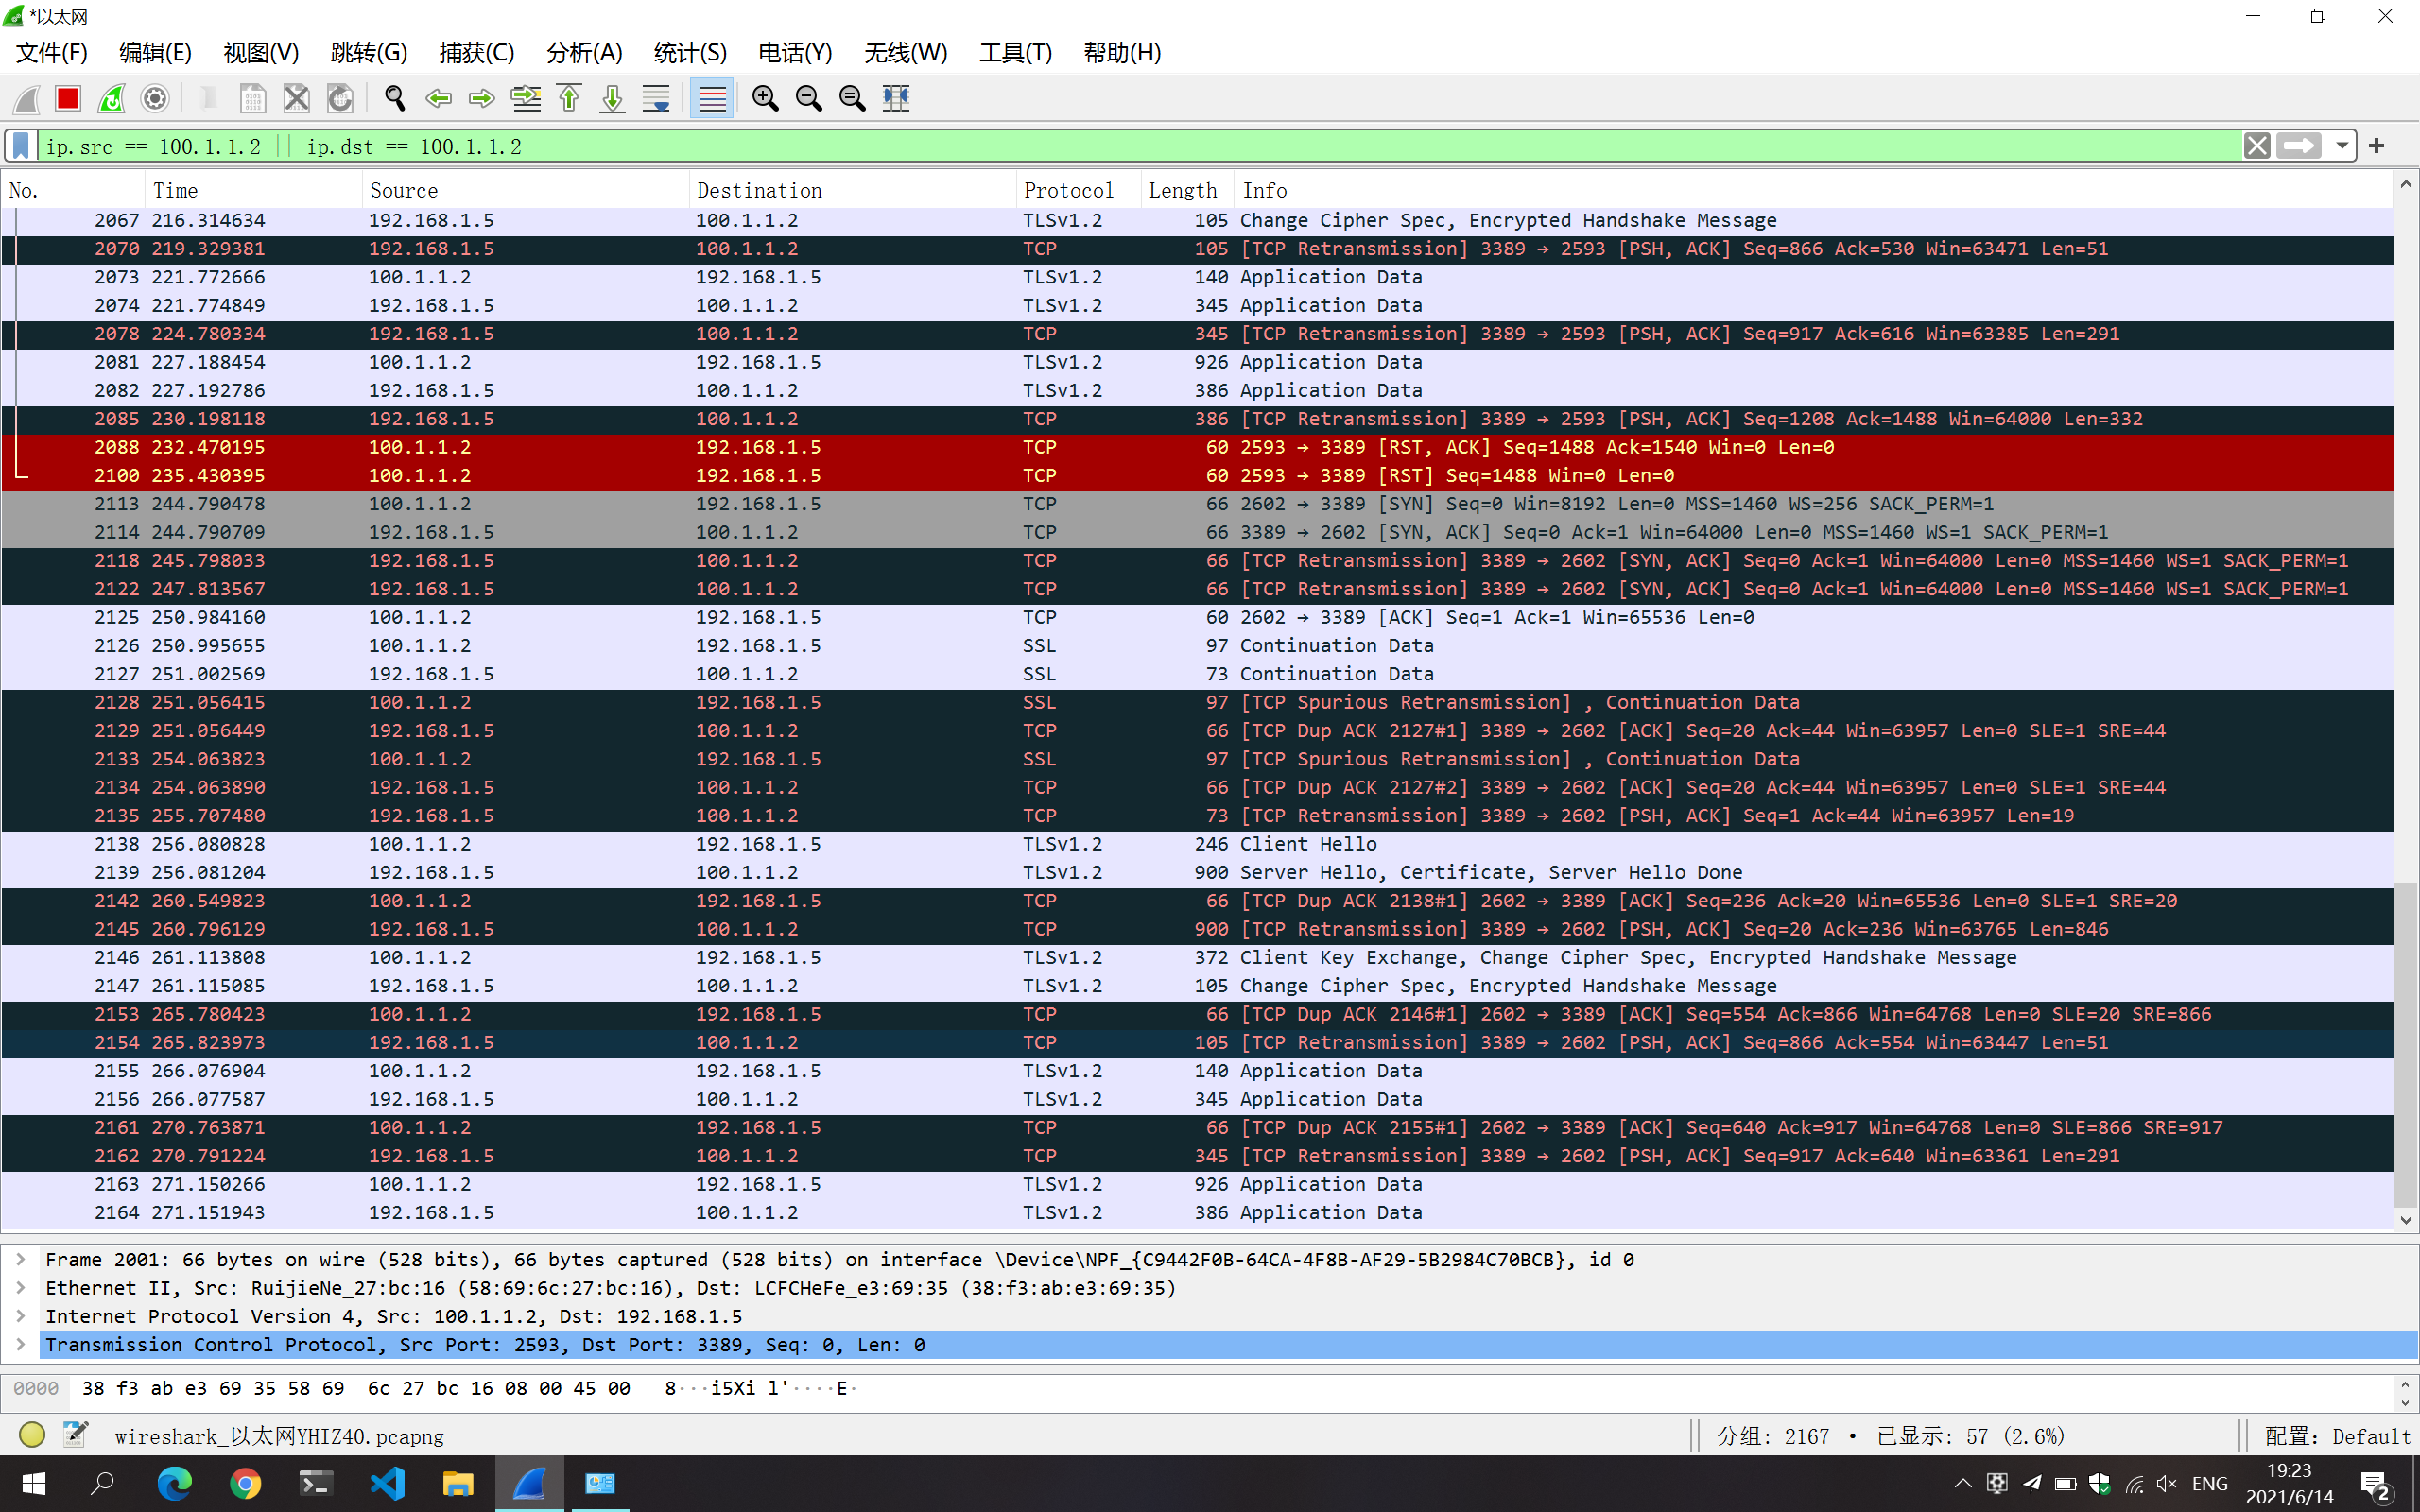 *以太网
文件(F) 编辑(E) 视图(V) 跳转(G) 捕获(C) 分析(A) 统计(S) 电话(Y) 无线(W) 工具(T) 帮助(H)
ip.src == 100.1.1.2 || ip.dst == 100.1.1.2
No. Time Source Destination Protocol Length Info
2067 216.314634 192.168.1.5 100.1.1.2 TLSv1.2 105 Change Cipher Spec, Encrypted Handshake Message
2070 219.329381 192.168.1.5 100.1.1.2 TCP 105 [TCP Retransmission] 3389 → 2593 [PSH, ACK] Seq=866 Ack=530 Win=63471 Len=51
2073 221.772666 100.1.1.2 192.168.1.5 TLSv1.2 140 Application Data
2074 221.774849 192.168.1.5 100.1.1.2 TLSv1.2 345 Application Data
2078 224.780334 192.168.1.5 100.1.1.2 TCP 345 [TCP Retransmission] 3389 → 2593 [PSH, ACK] Seq=917 Ack=616 Win=63385 Len=291
2081 227.188454 100.1.1.2 192.168.1.5 TLSv1.2 926 Application Data
2082 227.192786 192.168.1.5 100.1.1.2 TLSv1.2 386 Application Data
2085 230.198118 192.168.1.5 100.1.1.2 TCP 386 [TCP Retransmission] 3389 → 2593 [PSH, ACK] Seq=1208 Ack=1488 Win=64000 Len=332
2088 232.470195 100.1.1.2 192.168.1.5 TCP 60 2593 → 3389 [RST, ACK] Seq=1488 Ack=1540 Win=0 Len=0
2100 235.430395 100.1.1.2 192.168.1.5 TCP 60 2593 → 3389 [RST] Seq=1488 Win=0 Len=0
2113 244.790478 100.1.1.2 192.168.1.5 TCP 66 2602 → 3389 [SYN] Seq=0 Win=8192 Len=0 MSS=1460 WS=256 SACK_PERM=1
2114 244.790709 192.168.1.5 100.1.1.2 TCP 66 3389 → 2602 [SYN, ACK] Seq=0 Ack=1 Win=64000 Len=0 MSS=1460 WS=1 SACK_PERM=1
2118 245.798033 192.168.1.5 100.1.1.2 TCP 66 [TCP Retransmission] 3389 → 2602 [SYN, ACK] Seq=0 Ack=1 Win=64000 Len=0 MSS=1460 WS=1 SACK_PERM=1
2122 247.813567 192.168.1.5 100.1.1.2 TCP 66 [TCP Retransmission] 3389 → 2602 [SYN, ACK] Seq=0 Ack=1 Win=64000 Len=0 MSS=1460 WS=1 SACK_PERM=1
2125 250.984160 100.1.1.2 192.168.1.5 TCP 60 2602 → 3389 [ACK] Seq=1 Ack=1 Win=65536 Len=0
2126 250.995655 100.1.1.2 192.168.1.5 SSL 97 Continuation Data
2127 251.002569 192.168.1.5 100.1.1.2 SSL 73 Continuation Data
2128 251.056415 100.1.1.2 192.168.1.5 SSL 97 [TCP Spurious Retransmission] , Continuation Data
2129 251.056449 192.168.1.5 100.1.1.2 TCP 66 [TCP Dup ACK 2127#1] 3389 → 2602 [ACK] Seq=20 Ack=44 Win=63957 Len=0 SLE=1 SRE=44
2133 254.063823 100.1.1.2 192.168.1.5 SSL 97 [TCP Spurious Retransmission] , Continuation Data
2134 254.063890 192.168.1.5 100.1.1.2 TCP 66 [TCP Dup ACK 2127#2] 3389 → 2602 [ACK] Seq=20 Ack=44 Win=63957 Len=0 SLE=1 SRE=44
2135 255.707480 192.168.1.5 100.1.1.2 TCP 73 [TCP Retransmission] 3389 → 2602 [PSH, ACK] Seq=1 Ack=44 Win=63957 Len=19
2138 256.080828 100.1.1.2 192.168.1.5 TLSv1.2 246 Client Hello
2139 256.081204 192.168.1.5 100.1.1.2 TLSv1.2 900 Server Hello, Certificate, Server Hello Done
2142 260.549823 100.1.1.2 192.168.1.5 TCP 66 [TCP Dup ACK 2138#1] 2602 → 3389 [ACK] Seq=236 Ack=20 Win=65536 Len=0 SLE=1 SRE=20
2145 260.796129 192.168.1.5 100.1.1.2 TCP 900 [TCP Retransmission] 3389 → 2602 [PSH, ACK] Seq=20 Ack=236 Win=63765 Len=846
2146 261.113808 100.1.1.2 192.168.1.5 TLSv1.2 372 Client Key Exchange, Change Cipher Spec, Encrypted Handshake Message
2147 261.115085 192.168.1.5 100.1.1.2 TLSv1.2 105 Change Cipher Spec, Encrypted Handshake Message
2153 265.780423 100.1.1.2 192.168.1.5 TCP 66 [TCP Dup ACK 2146#1] 2602 → 3389 [ACK] Seq=554 Ack=866 Win=64768 Len=0 SLE=20 SRE=866
2154 265.823973 192.168.1.5 100.1.1.2 TCP 105 [TCP Retransmission] 3389 → 2602 [PSH, ACK] Seq=866 Ack=554 Win=63447 Len=51
2155 266.076904 100.1.1.2 192.168.1.5 TLSv1.2 140 Application Data
2156 266.077587 192.168.1.5 100.1.1.2 TLSv1.2 345 Application Data
2161 270.763871 100.1.1.2 192.168.1.5 TCP 66 [TCP Dup ACK 2155#1] 2602 → 3389 [ACK] Seq=640 Ack=917 Win=64768 Len=0 SLE=866 SRE=917
2162 270.791224 192.168.1.5 100.1.1.2 TCP 345 [TCP Retransmission] 3389 → 2602 [PSH, ACK] Seq=917 Ack=640 Win=63361 Len=291
2163 271.150266 100.1.1.2 192.168.1.5 TLSv1.2 926 Application Data
2164 271.151943 192.168.1.5 100.1.1.2 TLSv1.2 386 Application Data
Frame 2001: 66 bytes on wire (528 bits), 66 bytes captured (528 bits) on interface \Device\NPF_{C9442F0B-64CA-4F8B-AF29-5B2984C70BCB}, id 0
Ethernet II, Src: RuijieNe_27:bc:16 (58:69:6c:27:bc:16), Dst: LCFCHeFe_e3:69:35 (38:f3:ab:e3:69:35)
Internet Protocol Version 4, Src: 100.1.1.2, Dst: 192.168.1.5
Transmission Control Protocol, Src Port: 2593, Dst Port: 3389, Seq: 0, Len: 0
0000 38 f3 ab e3 69 35 58 69 6c 27 bc 16 08 00 45 00 8···i5Xi l'····E·
wireshark_以太网YHIZ40.pcapng 分组: 2167 · 已显示: 57 (2.6%) 配置: Default
ENG 19:23
2021/6/14 2